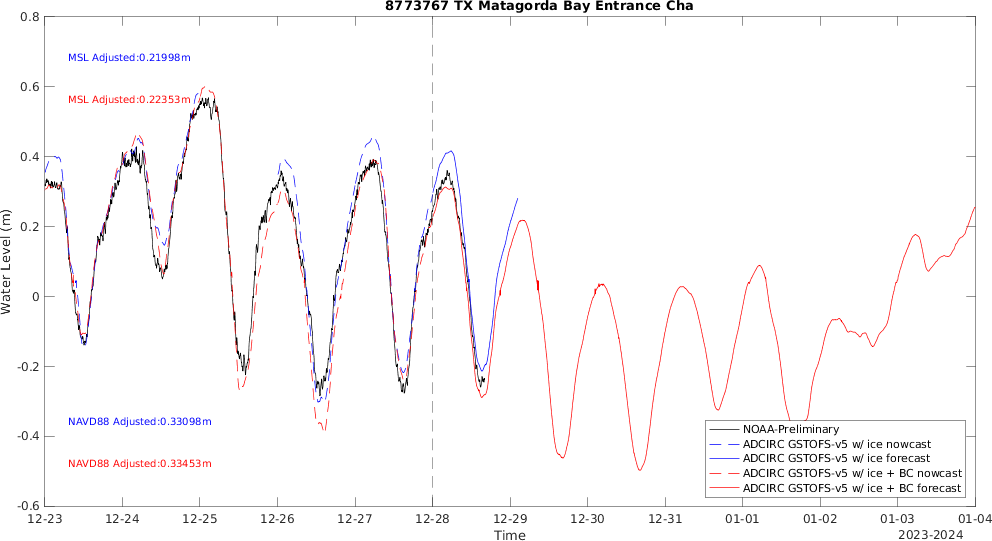 8773767 TX Matagorda Bay Entrance Cha
0.8
0.6
0.4
0.2
0
-0.2
-0.4
-0.6
Water Level (m)
MSL Adjusted:0.21998m
MSL Adjusted:0.22353m
NAVD88 Adjusted:0.33098m
NAVD88 Adjusted:0.33453m
NOAA-Preliminary
ADCIRC GSTOFS-v5 w/ ice nowcast
ADCIRC GSTOFS-v5 w/ ice forecast
ADCIRC GSTOFS-v5 w/ ice + BC nowcast
ADCIRC GSTOFS-v5 w/ ice + BC forecast
12-23 12-24 12-25 12-26 12-27 12-28 12-29 12-30 12-31 01-01 01-02 01-03 01-04
Time
2023-2024